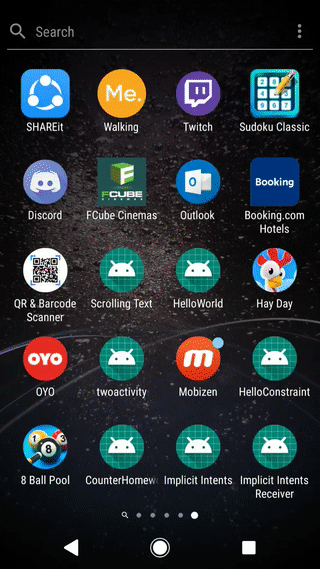 Search
SHAREit
Me.
Walking
Twitch
Sudoku Classic
Discord
FCUBE
CINEMAS
FCube Cinemas
Outlook
Booking
Booking.com
Hotels
QR & Barcode
Scanner
Scrolling Text
HelloWorld
Hay Day
OYO
OYO
twoactivity
Mobizen
HelloConstraint
8 Ball Pool
CounterHomew
Implicit Intents
Implicit Intents
Receiver